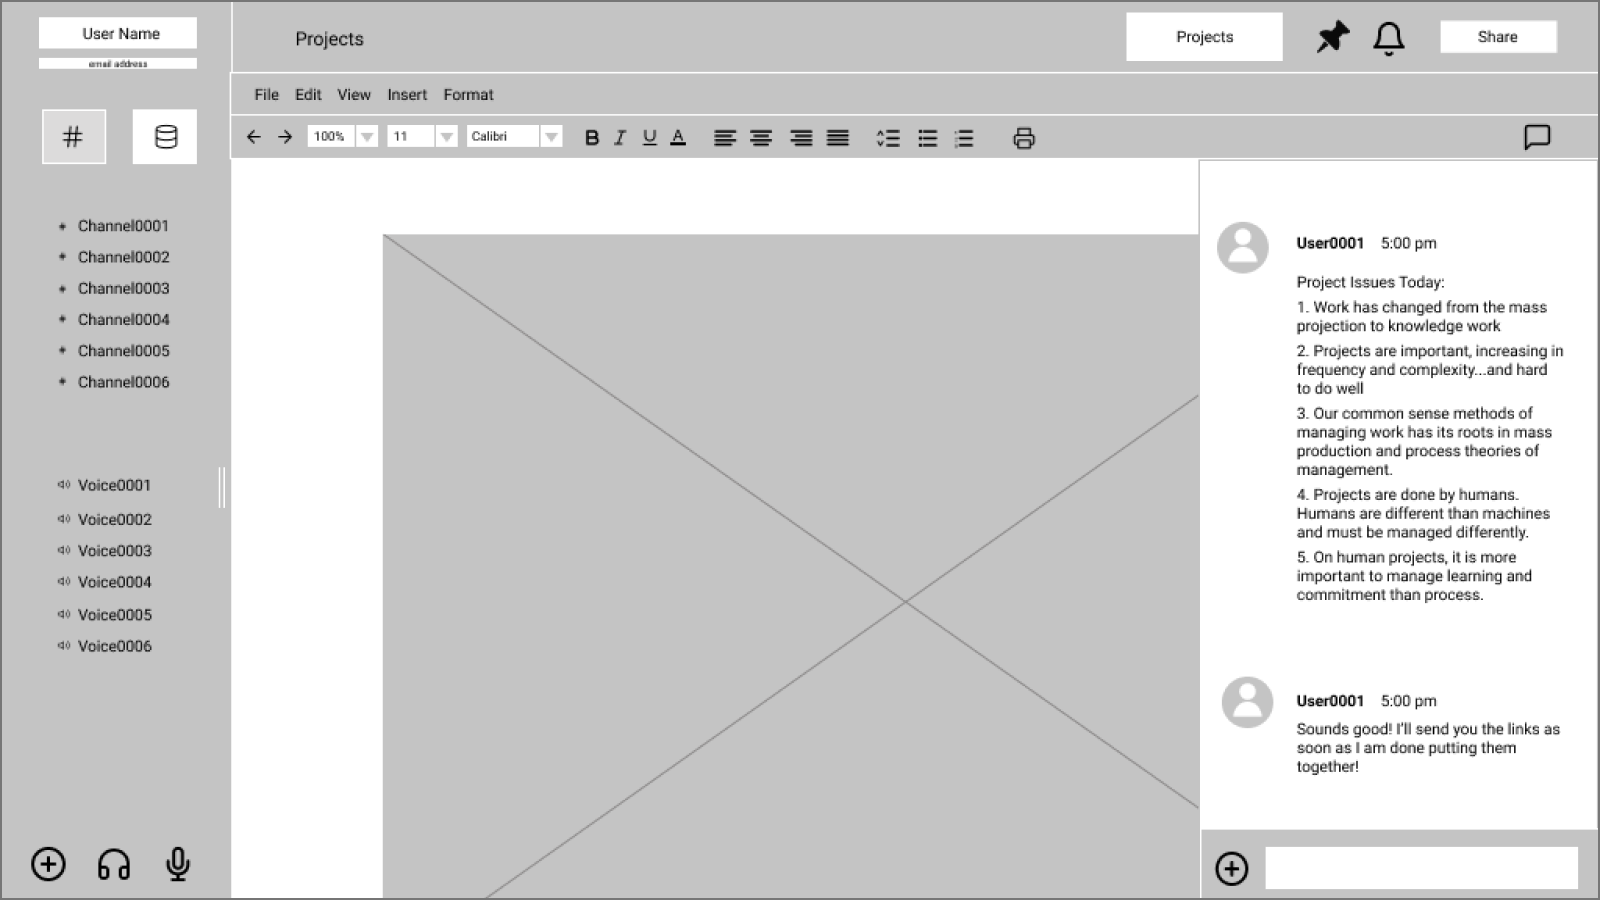 User Name
email address
Projects
Projects
Share
File Edit View Insert Format
100% 11 Calibri B I U A
#
Channel0001
Channel0002
Channel0003
Channel0004
Channel0005
Channel0006
Voice0001
Voice0002
Voice0003
Voice0004
Voice0005
Voice0006
User0001 5:00 pm
Project Issues Today:
1. Work has changed from the mass
projection to knowledge work
2. Projects are important, increasing in
frequency and complexity...and hard
to do well
3. Our common sense methods of
managing work has its roots in mass
production and process theories of
management.
4. Projects are done by humans.
Humans are different than machines
and must be managed differently.
5. On human projects, it is more
important to manage learning and
commitment than process.
User0001 5:00 pm
Sounds good! I'll send you the links as
soon as I am done putting them
together!